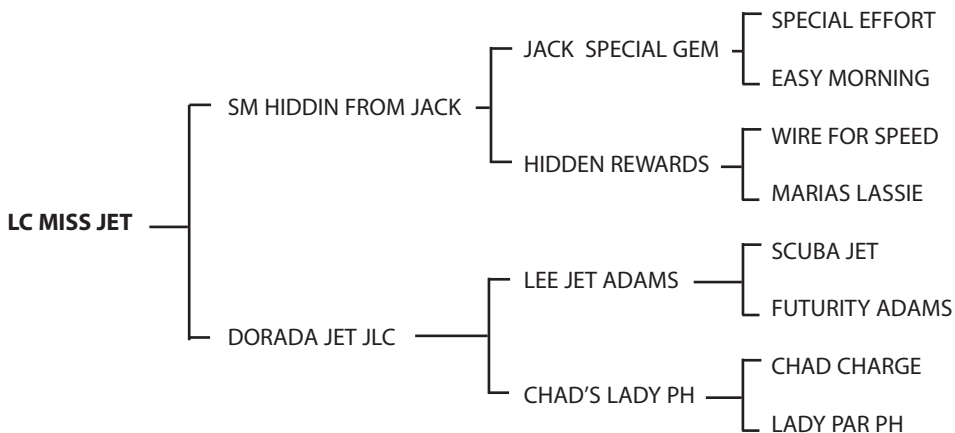 SPECIAL EFFORT
JACK  SPECIAL GEM
EASY MORNING
SM HIDDIN FROM JACK
WIRE FOR SPEED
HIDDEN REWARDS
MARIAS LASSIE
LC MISS JET
SCUBA JET
LEE JET ADAMS
FUTURITY ADAMS
DORADA JET JLC
CHAD CHARGE
CHAD'S LADY PH
LADY PAR PH